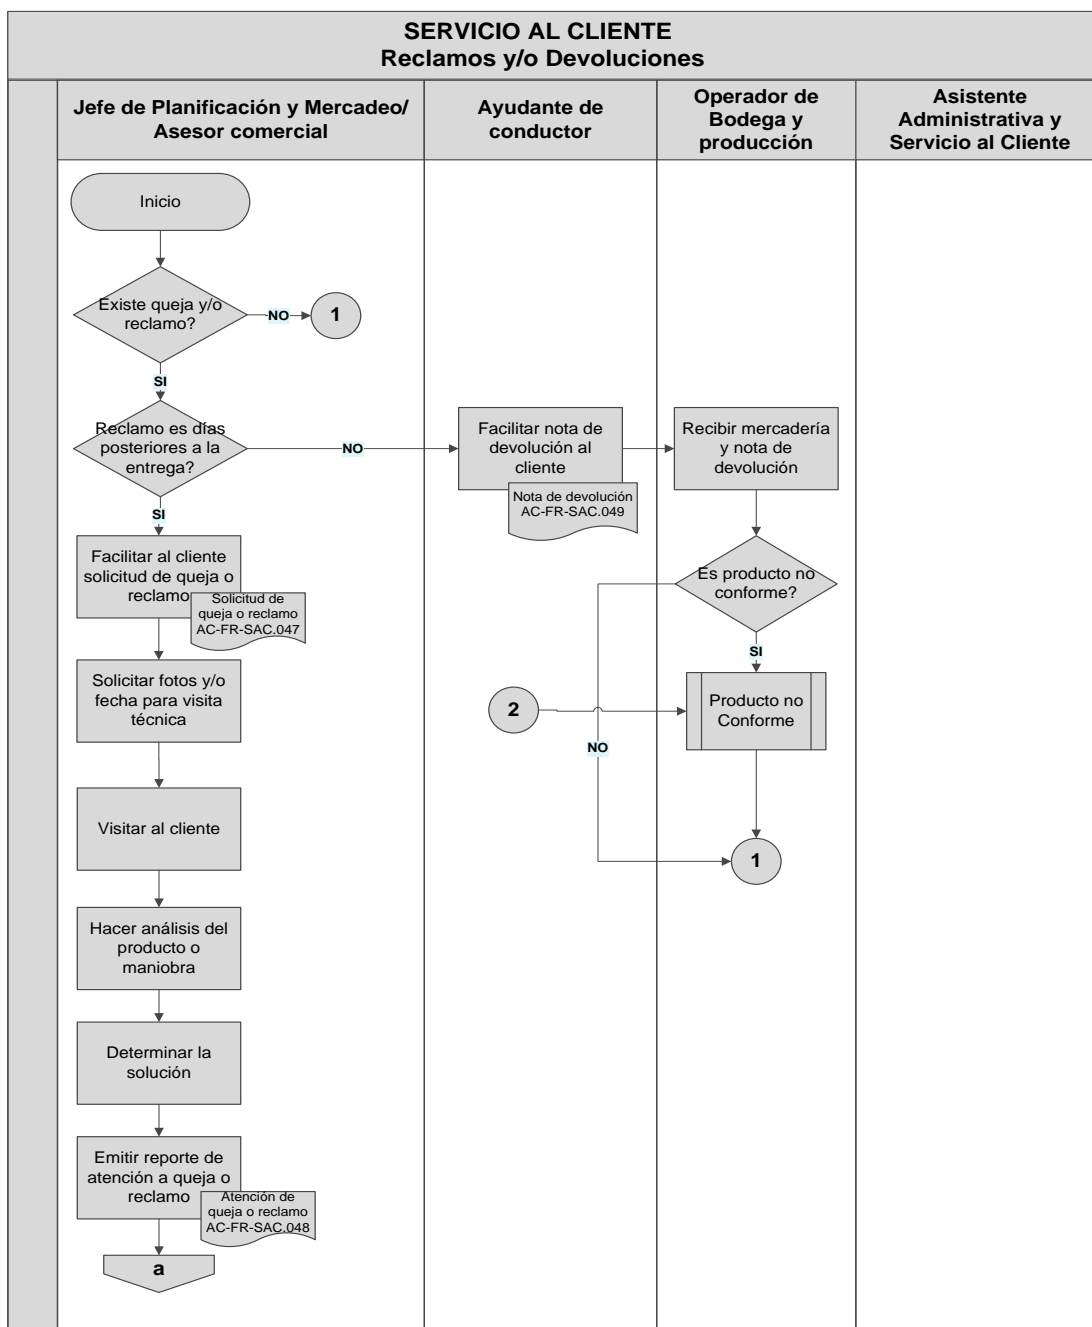 SERVICIO AL CLIENTE
Reclamos y/o Devoluciones
Jefe de Planificación y Mercadeo/
Asesor comercial
Ayudante de
conductor
Operador de
Bodega y
producción
Asistente
Administrativa y
Servicio al Cliente
Inicio
Existe queja y/o
reclamo?
NO
1
SI
Reclamo es días
posteriores a la
entrega?
NO
Facilitar nota de
devolución al
cliente
Nota de devolución
AC-FR-SAC.049
Recibir mercadería
y nota de
devolución
SI
Facilitar al cliente
solicitud de queja o
reclamo
Solicitud de
queja o reclamo
AC-FR-SAC.047
Es producto no
conforme?
SI
Solicitar fotos y/o
fecha para visita
técnica
2
Producto no
Conforme
NO
Visitar al cliente
1
Hacer análisis del
producto o
maniobra
Determinar la
solución
Emitir reporte de
atención a queja o
reclamo
Atención de
queja o reclamo
AC-FR-SAC.048
a